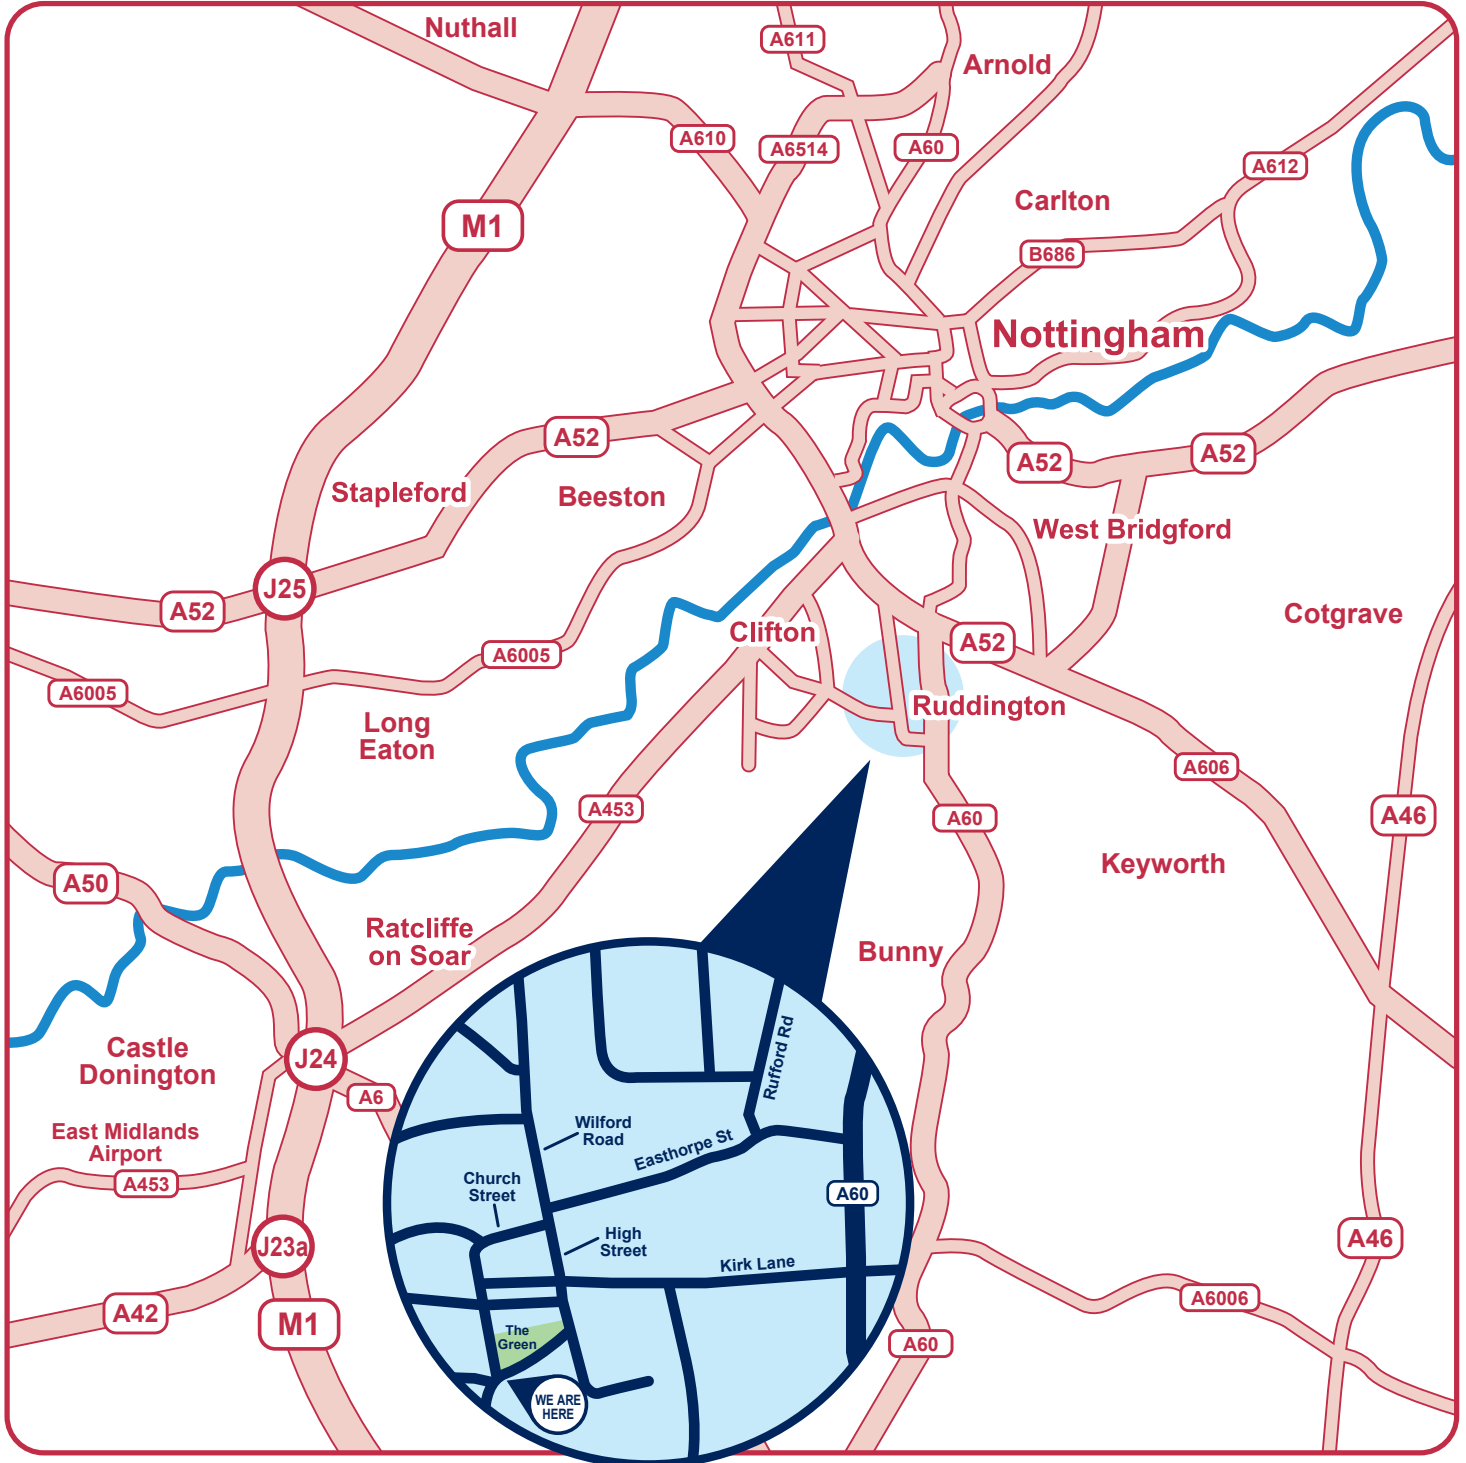 Nuthall
A611
Arnold
A610
A6514
A60
A612
Carlton
M1
B686
Nottingham
A52
A52
A52
Stapleford
Beeston
West Bridgford
J25
A52
Cotgrave
Clifton
A52
A6005
A6005
Ruddington
Long
Eaton
A606
A453
A60
A46
Keyworth
A50
Ratcliffe
on Soar
Bunny
Castle
Donington
J24
A6
Rufford Rd
East Midlands
Airport
Wilford
Road
Easthorpe St
A453
Church
Street
A60
J23a
High
Street
A46
Kirk Lane
A6006
A42
M1
The
Green
A60
WE ARE
HERE